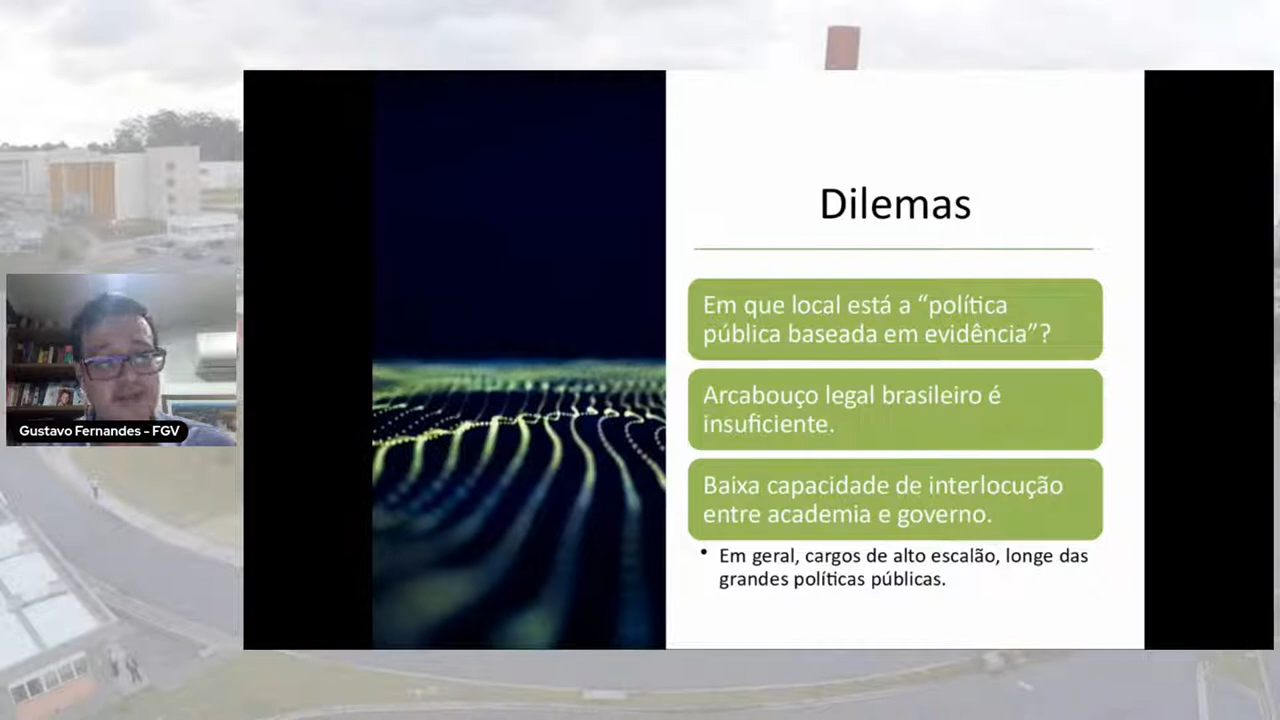 Dilemas
Em que local está a “política
pública baseada em evidência”?
Arcabouço legal brasileiro é
insuficiente.
Baixa capacidade de interlocução
entre academia e governo.
• Em geral, cargos de alto escalão, longe das
grandes políticas públicas.
Gustavo Fernandes - FGV